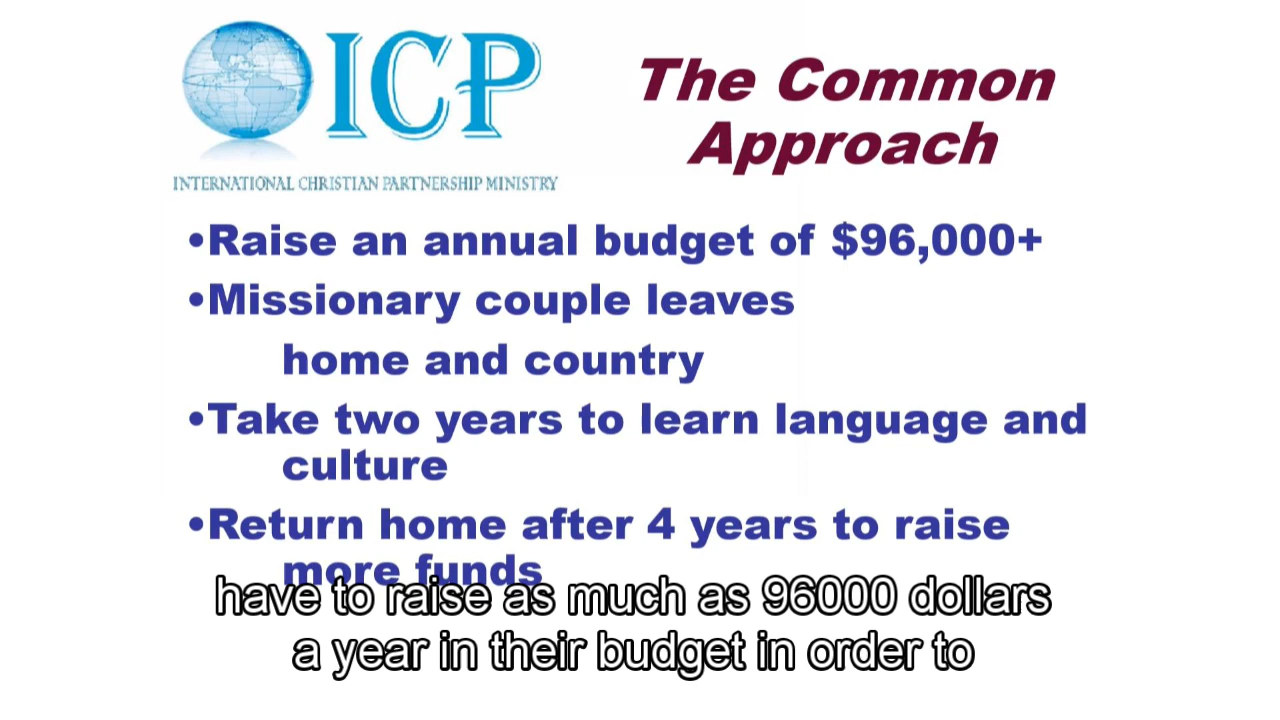 ICP
INTERNATIONAL CHRISTIAN PARTNERSHIP MINISTRY
The Common
Approach
•Raise an annual budget of $96,000+
•Missionary couple leaves
home and country
•Take two years to learn language and
culture
•Return home after 4 years to raise
more funds
have to raise as much as 96000 dollars
a year in their budget in order to